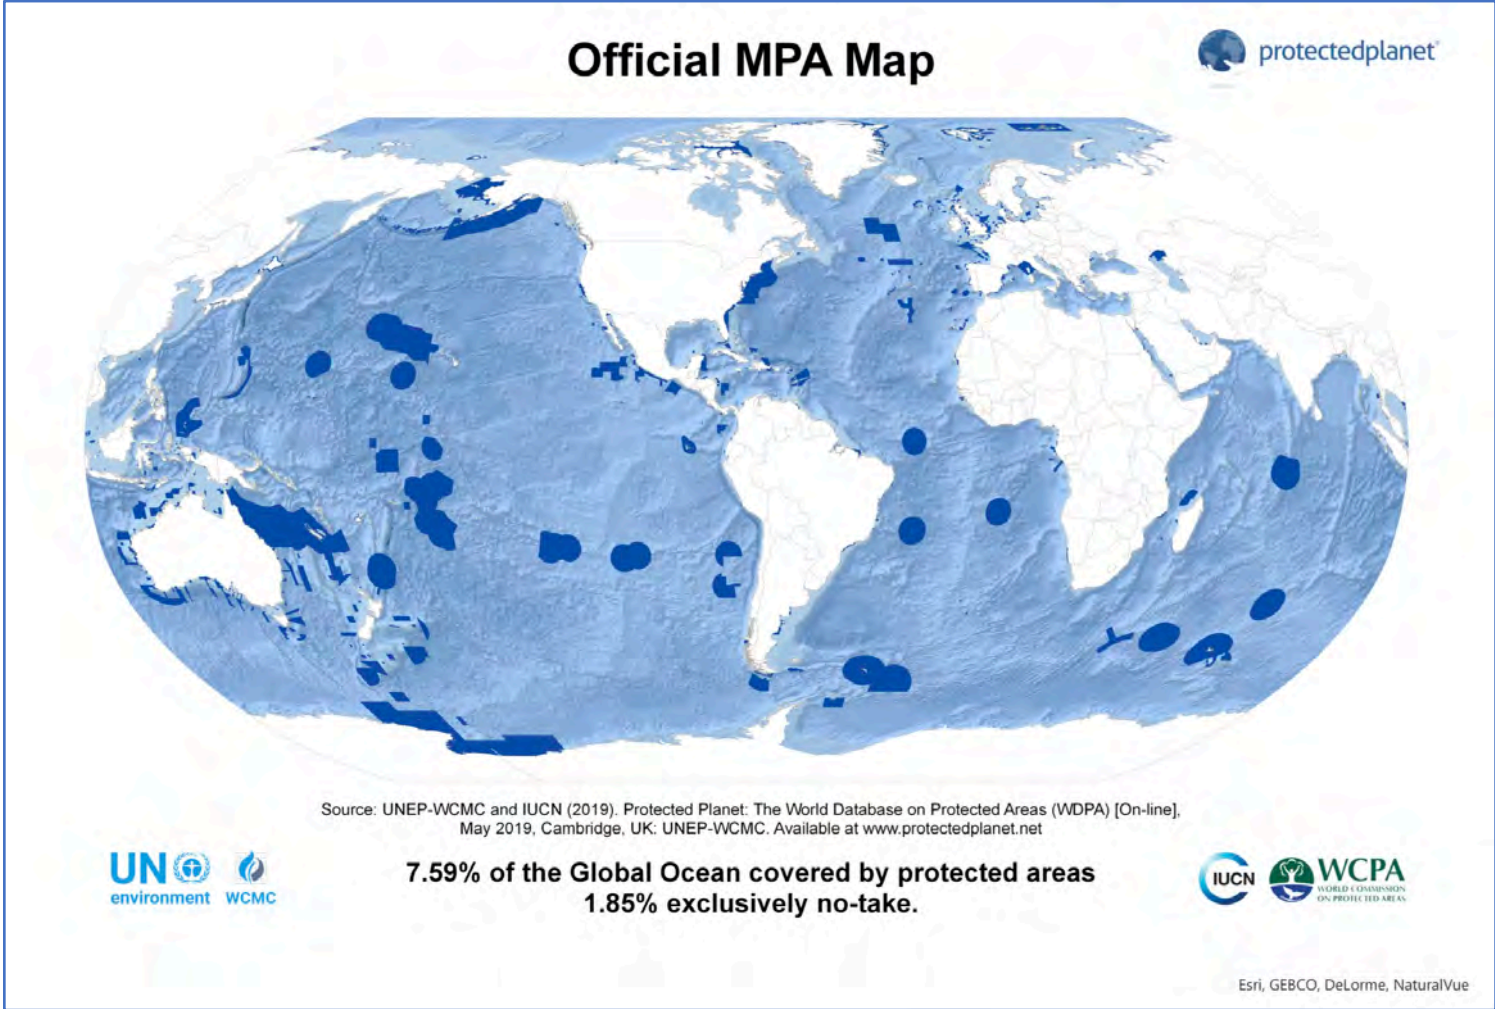 Official MPA Map
protectedplanet®
Source: UNEP-WCMC and IUCN (2019). Protected Planet: The World Database on Protected Areas (WDPA) [On-line],
May 2019, Cambridge, UK: UNEP-WCMC. Available at www.protectedplanet.net
7.59% of the Global Ocean covered by protected areas
1.85% exclusively no-take.
UN
environment
WCMC
IUCN
WCPA
WORLD COMMISSION
ON PROTECTED AREAS
Esri, GEBCO, DeLorme, NaturalVue